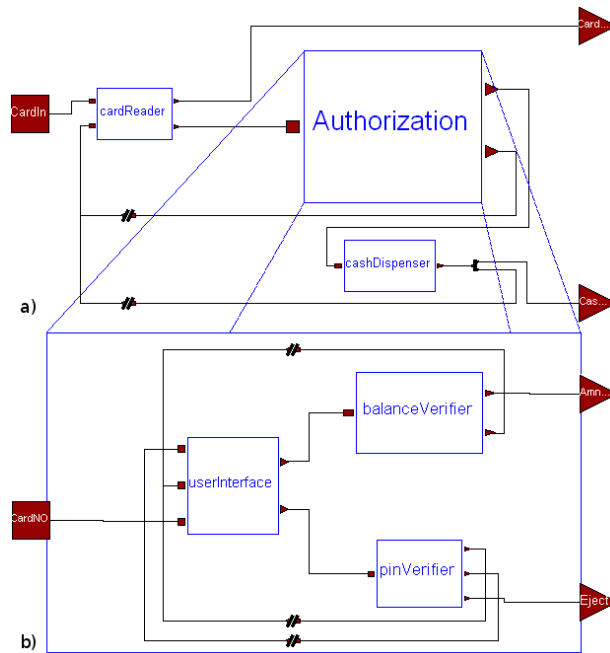 Card...
CardIn
cardReader
Authorization
cashDispenser
a)
Cas...
balanceVerifier
Amn...
userInterface
CardNO
pinVerifier
Eject
b)